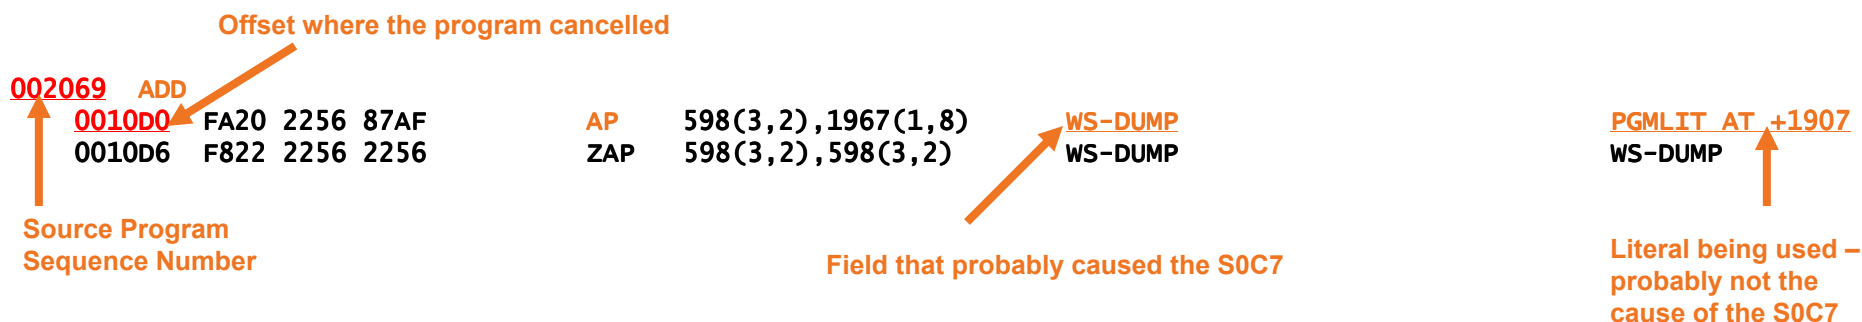 Offset where the program cancelled
002069 ADD
0010D0 FA20 2256 87AF AP 598(3,2),1967(1,8) WS-DUMP PGMLIT AT +1907
0010D6 F822 2256 2256 ZAP 598(3,2),598(3,2) WS-DUMP WS-DUMP
Source Program
Sequence Number
Field that probably caused the S0C7
Literal being used –
probably not the
cause of the S0C7